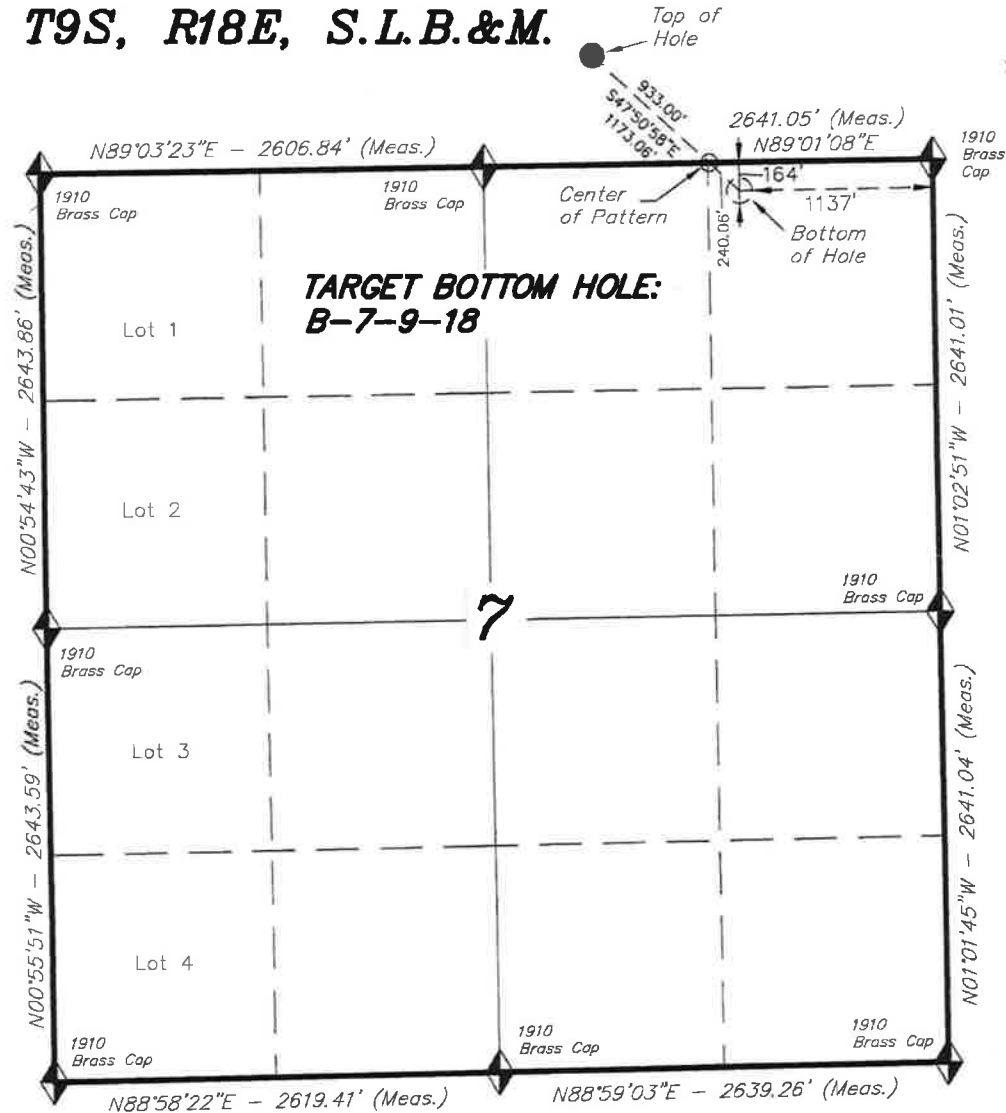 T9S, R18E, S.L.B.&M.
Top of
Hole
933.00'
S47°50'58"E
1173.06'
2641.05' (Meas.)
N89°01'08"E
N89°03'23"E - 2606.84' (Meas.)
1910
Brass
Cap
1910
Brass Cap
1910
Brass Cap
Center
of Pattern
164'
1137'
240.06'
Bottom
of Hole
TARGET BOTTOM HOLE:
B-7-9-18
N00°54'43"W - 2643.86' (Meas.)
N01°02'51"W - 2641.01' (Meas.)
Lot 1
Lot 2
1910
Brass Cap
7
1910
Brass Cap
N00°55'51"W - 2643.59' (Meas.)
N01°01'45"W - 2641.04' (Meas.)
Lot 3
Lot 4
1910
Brass Cap
1910
Brass Cap
1910
Brass Cap
N88°58'22"E - 2619.41' (Meas.)
N88°59'03"E - 2639.26' (Meas.)